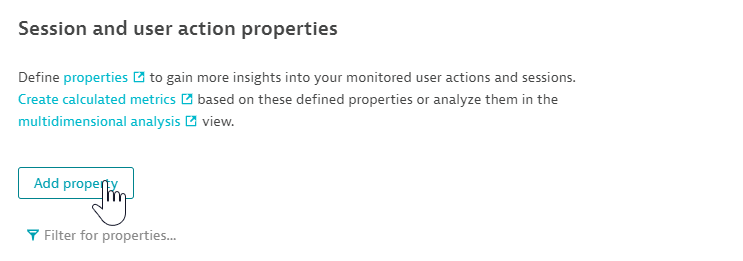 Session and user action properties
Define properties to gain more insights into your monitored user actions and sessions.
Create calculated metrics based on these defined properties or analyze them in the
multidimensional analysis view.
Add property
Filter for properties...